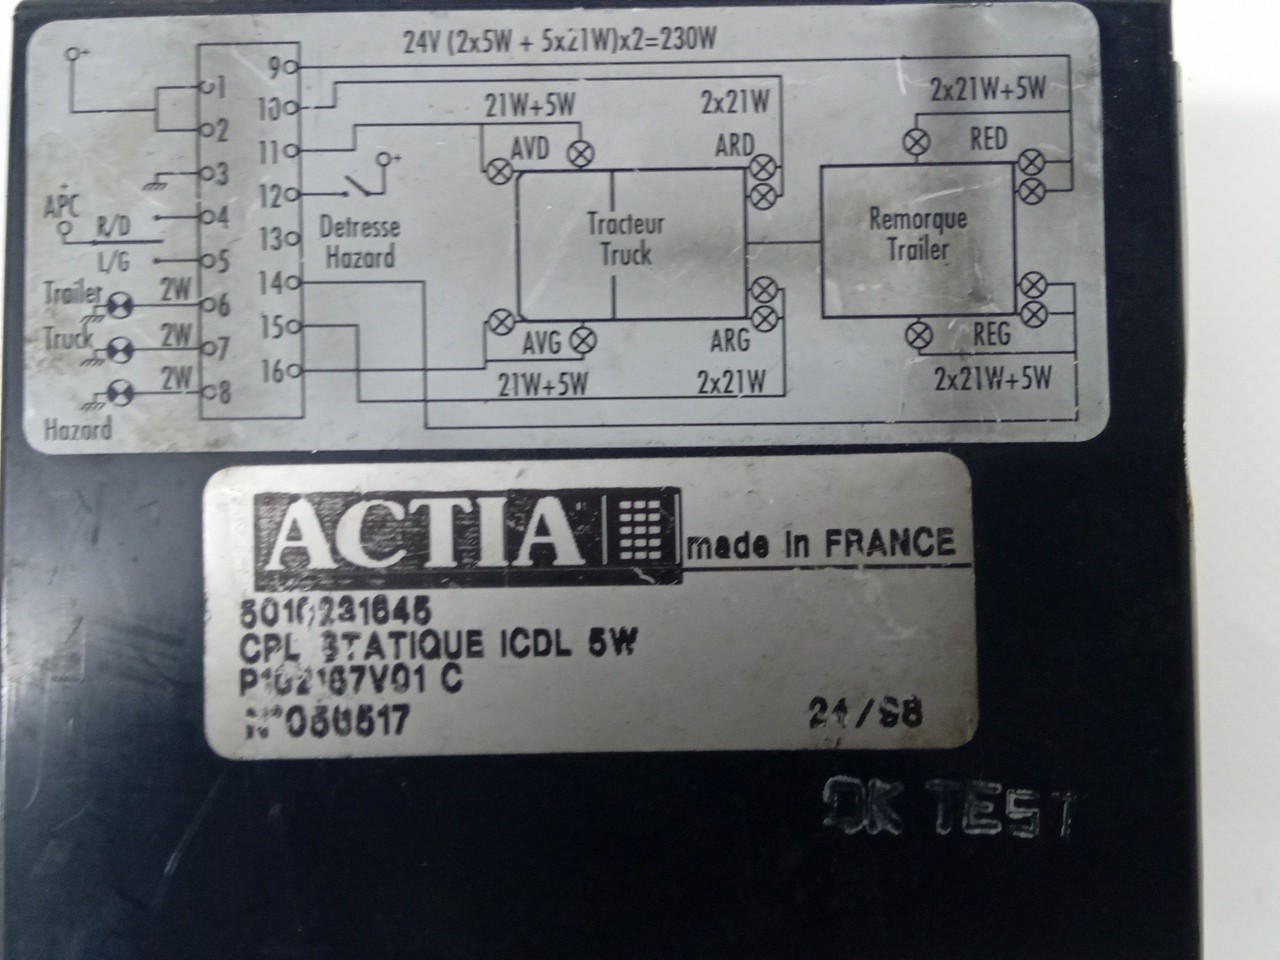 24V (2x5W + 5x21W)x2=230W
1
2
3
4
5
6
7
8
9
10
11
12
13
14
15
16
+
APC
+
R/D
L/G
Trailer
2W
Truck
2W
2W
Hazard
+
Detresse
Hazard
21W+5W
2x21W
2x21W+5W
AVD
ARD
RED
Tracteur
Truck
Remorque
Trailer
AVG
ARG
REG
21W+5W
2x21W
2x21W+5W
ACTIA
made in FRANCE
CPL STATIQUE ICDL 5W
OK TEST